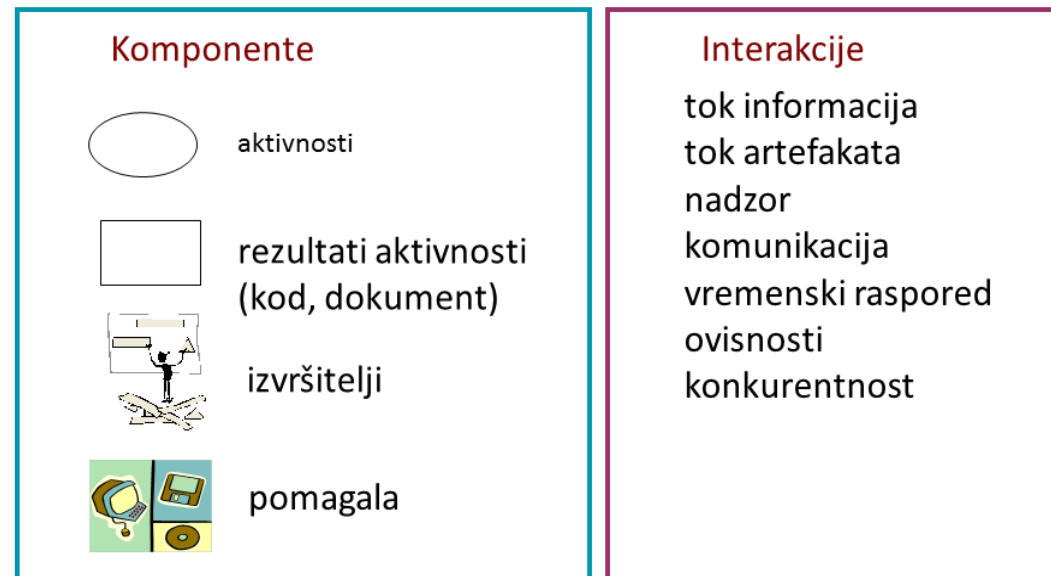 Komponente
aktivnosti
rezultati aktivnosti
(kod, dokument)
izvršitelji
pomagala
Interakcije
tok informacija
tok artefakata
nadzor
komunikacija
vremenski raspored
ovisnosti
konkurentnost